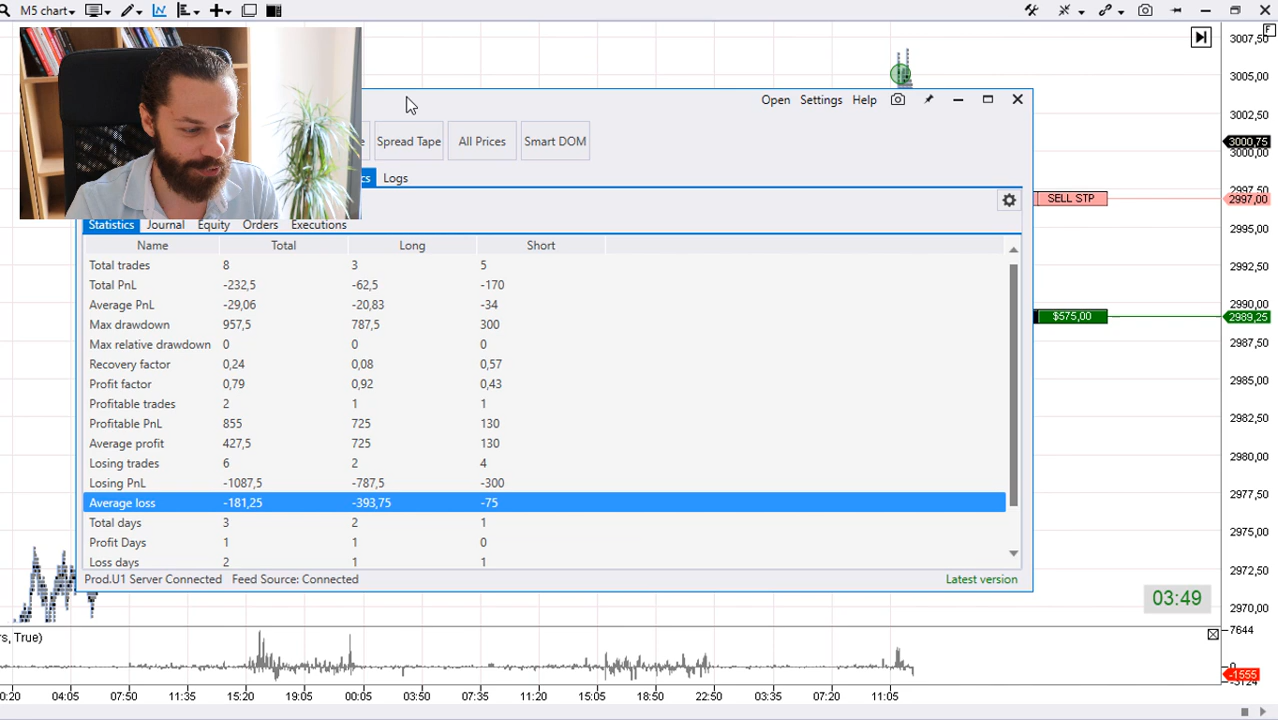 M5 chart
F
3007,50
3005,00
3002,50
3000,75
3000,00
2997,50
SELL STP 2997,00
2995,00
2992,50
2990,00
$575,00 2989,25
2987,50
2985,00
2982,50
2980,00
2977,50
2975,00
2972,50
2970,00
Open Settings Help
Spread Tape All Prices Smart DOM
Logs
Statistics Journal Equity Orders Executions
Name Total Long Short
Total trades 8 3 5
Total PnL -232,5 -62,5 -170
Average PnL -29,06 -20,83 -34
Max drawdown 957,5 787,5 300
Max relative drawdown 0 0 0
Recovery factor 0,24 0,08 0,57
Profit factor 0,79 0,92 0,43
Profitable trades 2 1 1
Profitable PnL 855 725 130
Average profit 427,5 725 130
Losing trades 6 2 4
Losing PnL -1087,5 -787,5 -300
Average loss -181,25 -393,75 -75
Total days 3 2 1
Profit Days 1 1 0
Loss days 2 1 1
Prod.U1 Server Connected Feed Source: Connected Latest version
03:49
rs, True)
7644
-1555
0:20 04:05 07:50 11:35 15:20 19:05 00:05 03:50 07:35 11:20 15:05 18:50 22:50 03:35 07:20 11:05